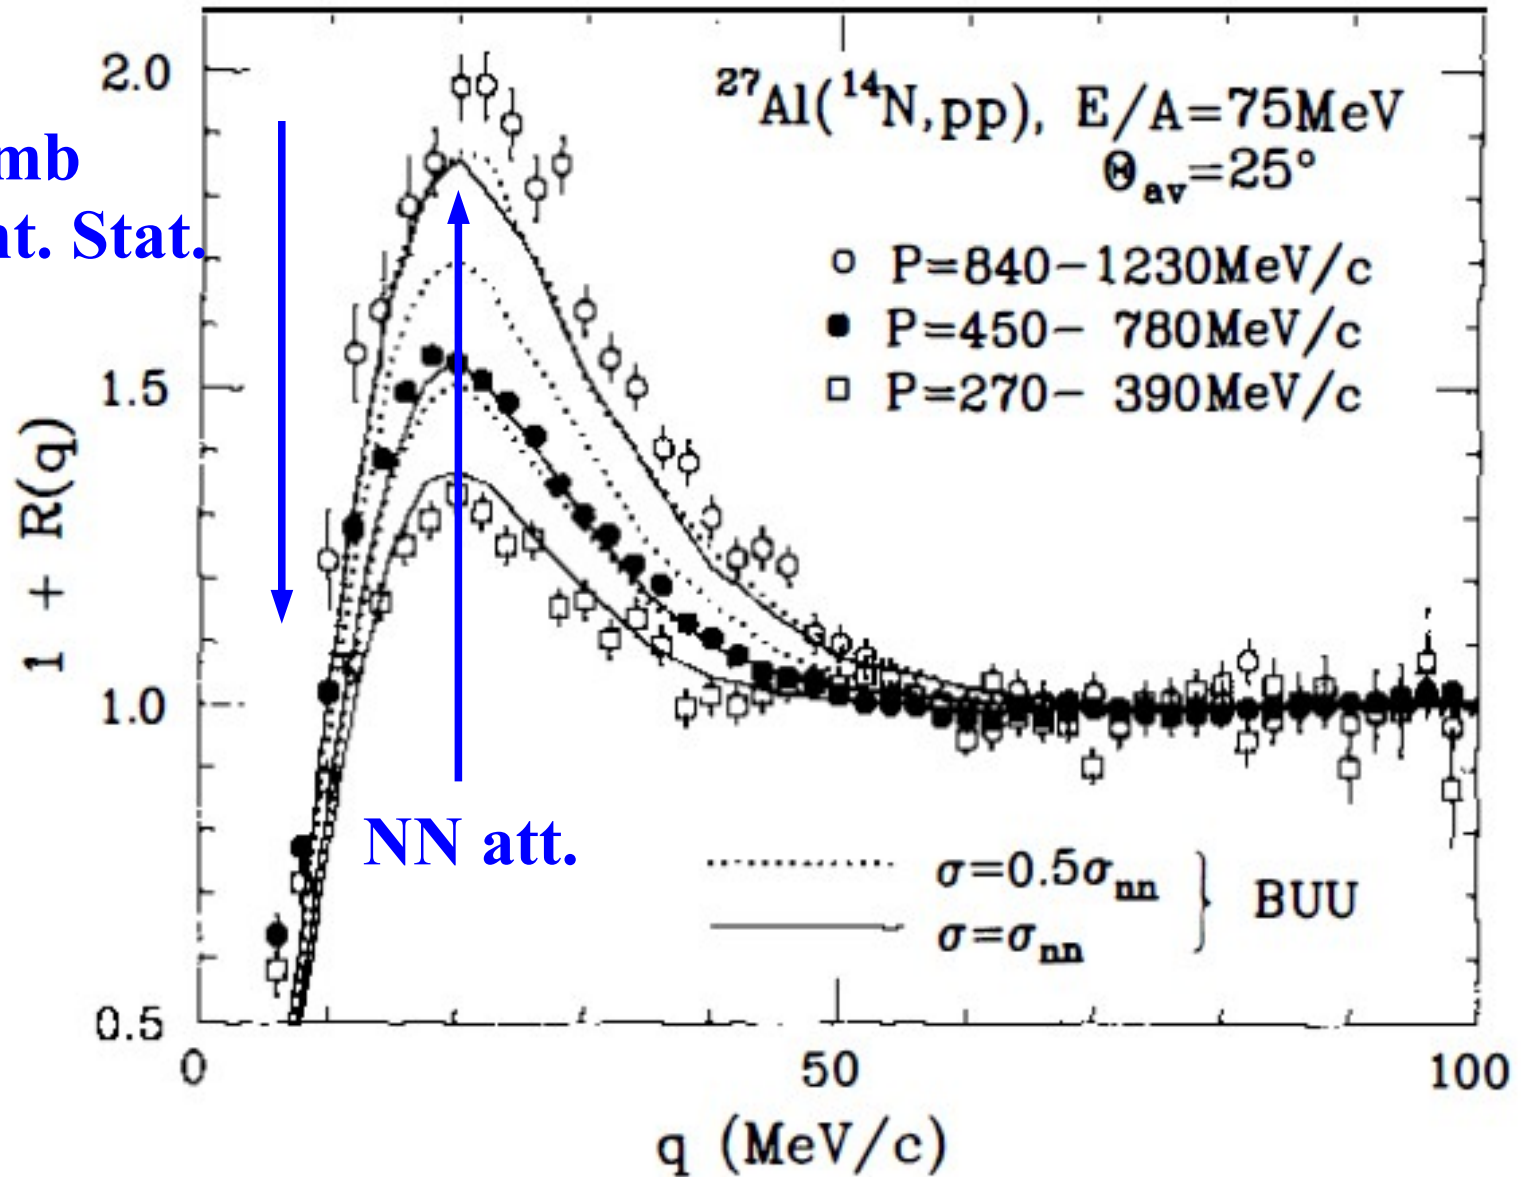 2.0
1.5
1.0
0.5
1 + R(q)
0
50
100
q (MeV/c)
²⁷Al(¹⁴N,pp), E/A=75MeV
Θav=25°
○ P=840-1230MeV/c
● P=450- 780MeV/c
□ P=270- 390MeV/c
mb
t. Stat.
NN att.
σ=0.5σnn
σ=σnn
BUU